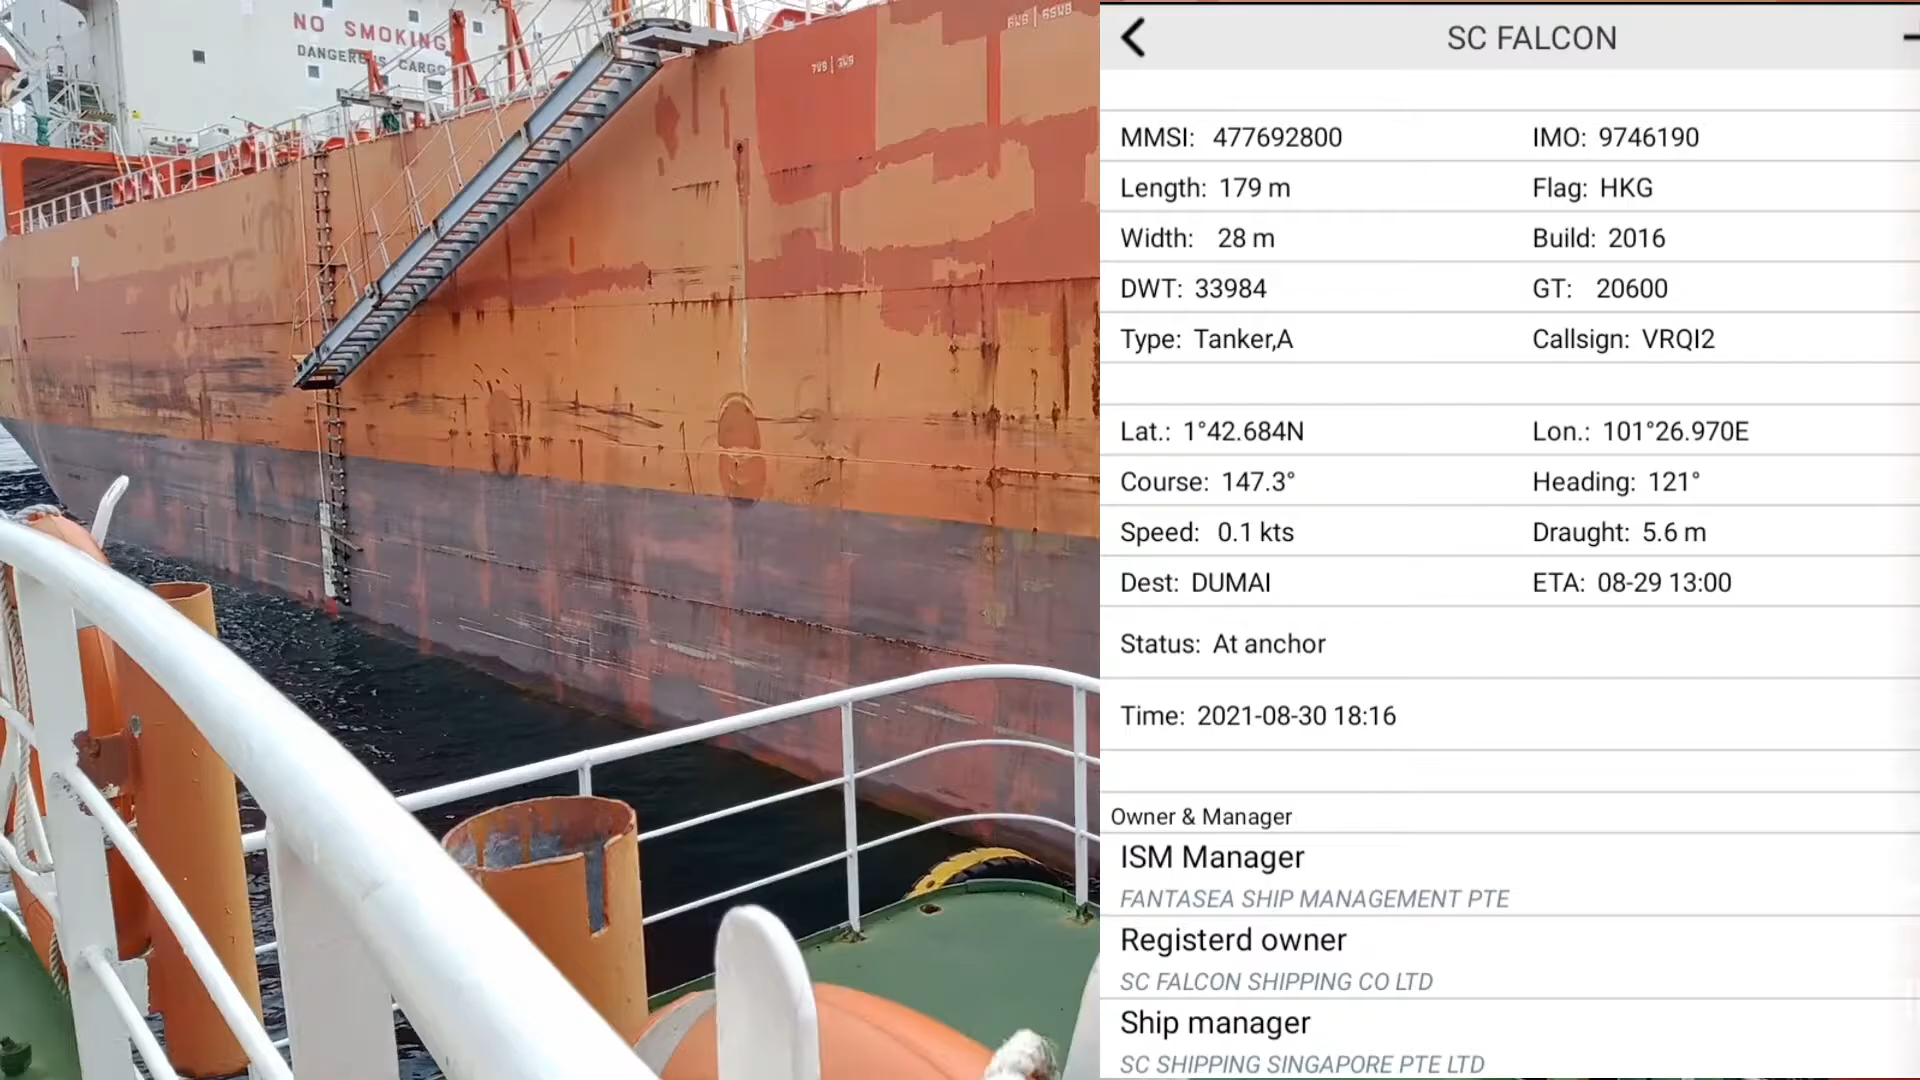 NO SMOKING
DANGEROUS CARGO
SC FALCON
MMSI: 477692800
IMO: 9746190
Length: 179 m
Flag: HKG
Width: 28 m
Build: 2016
DWT: 33984
GT: 20600
Type: Tanker,A
Callsign: VRQI2
Lat.: 1°42.684N
Lon.: 101°26.970E
Course: 147.3°
Heading: 121°
Speed: 0.1 kts
Draught: 5.6 m
Dest: DUMAI
ETA: 08-29 13:00
Status: At anchor
Time: 2021-08-30 18:16
Owner & Manager
ISM Manager
FANTASEA SHIP MANAGEMENT PTE
Registerd owner
SC FALCON SHIPPING CO LTD
Ship manager
SC SHIPPING SINGAPORE PTE LTD